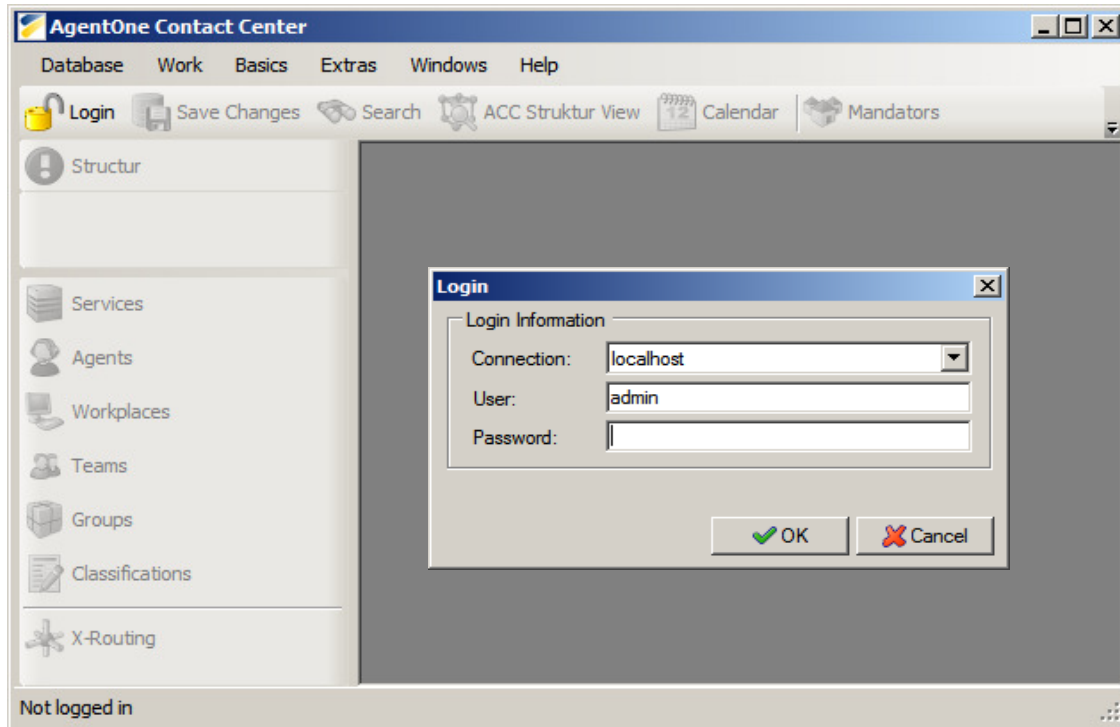 AgentOne Contact Center
Database Work Basics Extras Windows Help
Login Save Changes Search ACC Struktur View 12 Calendar Mandators
Structur
Services
Agents
Workplaces
Teams
Groups
Classifications
X-Routing
Login
Login Information
Connection: localhost
User: admin
Password:
OK Cancel
Not logged in